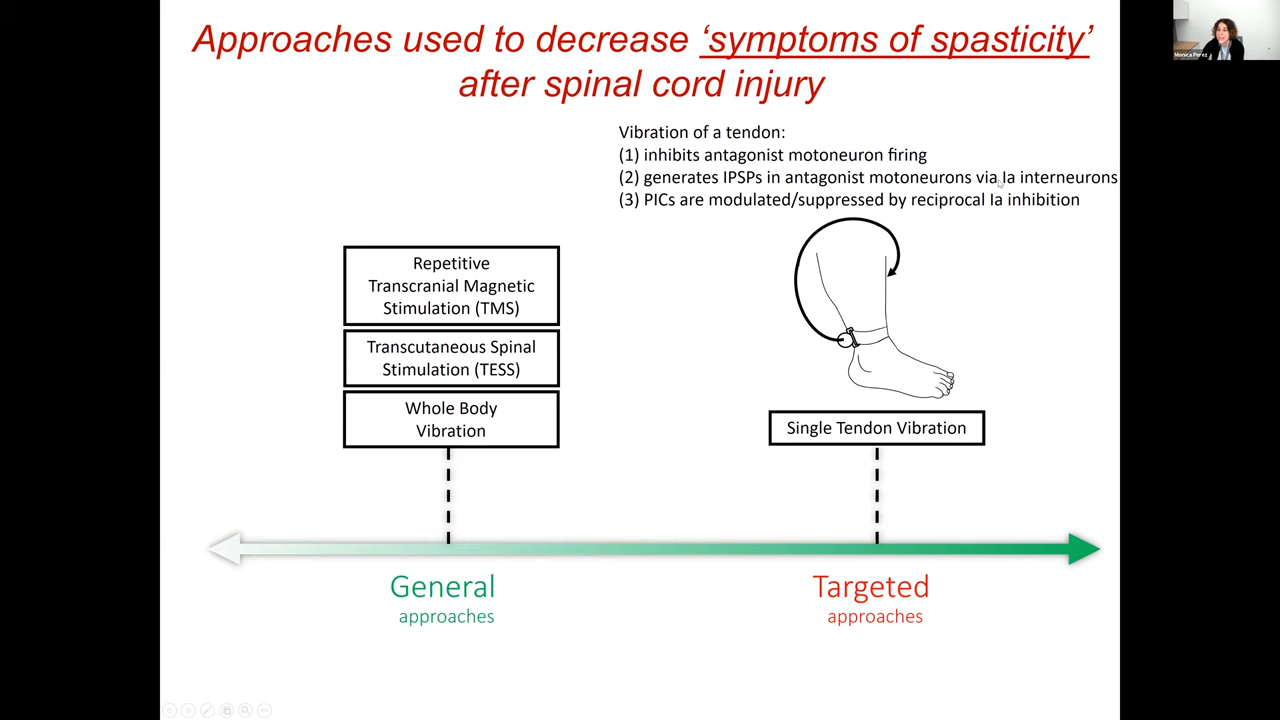 Approaches used to decrease ‘symptoms of spasticity’
after spinal cord injury
Monica Perez
Vibration of a tendon:
(1) inhibits antagonist motoneuron firing
(2) generates IPSPs in antagonist motoneurons via Ia interneurons
(3) PICs are modulated/suppressed by reciprocal Ia inhibition
Repetitive
Transcranial Magnetic
Stimulation (TMS)
Transcutaneous Spinal
Stimulation (TESS)
Whole Body
Vibration
Single Tendon Vibration
General
approaches
Targeted
approaches